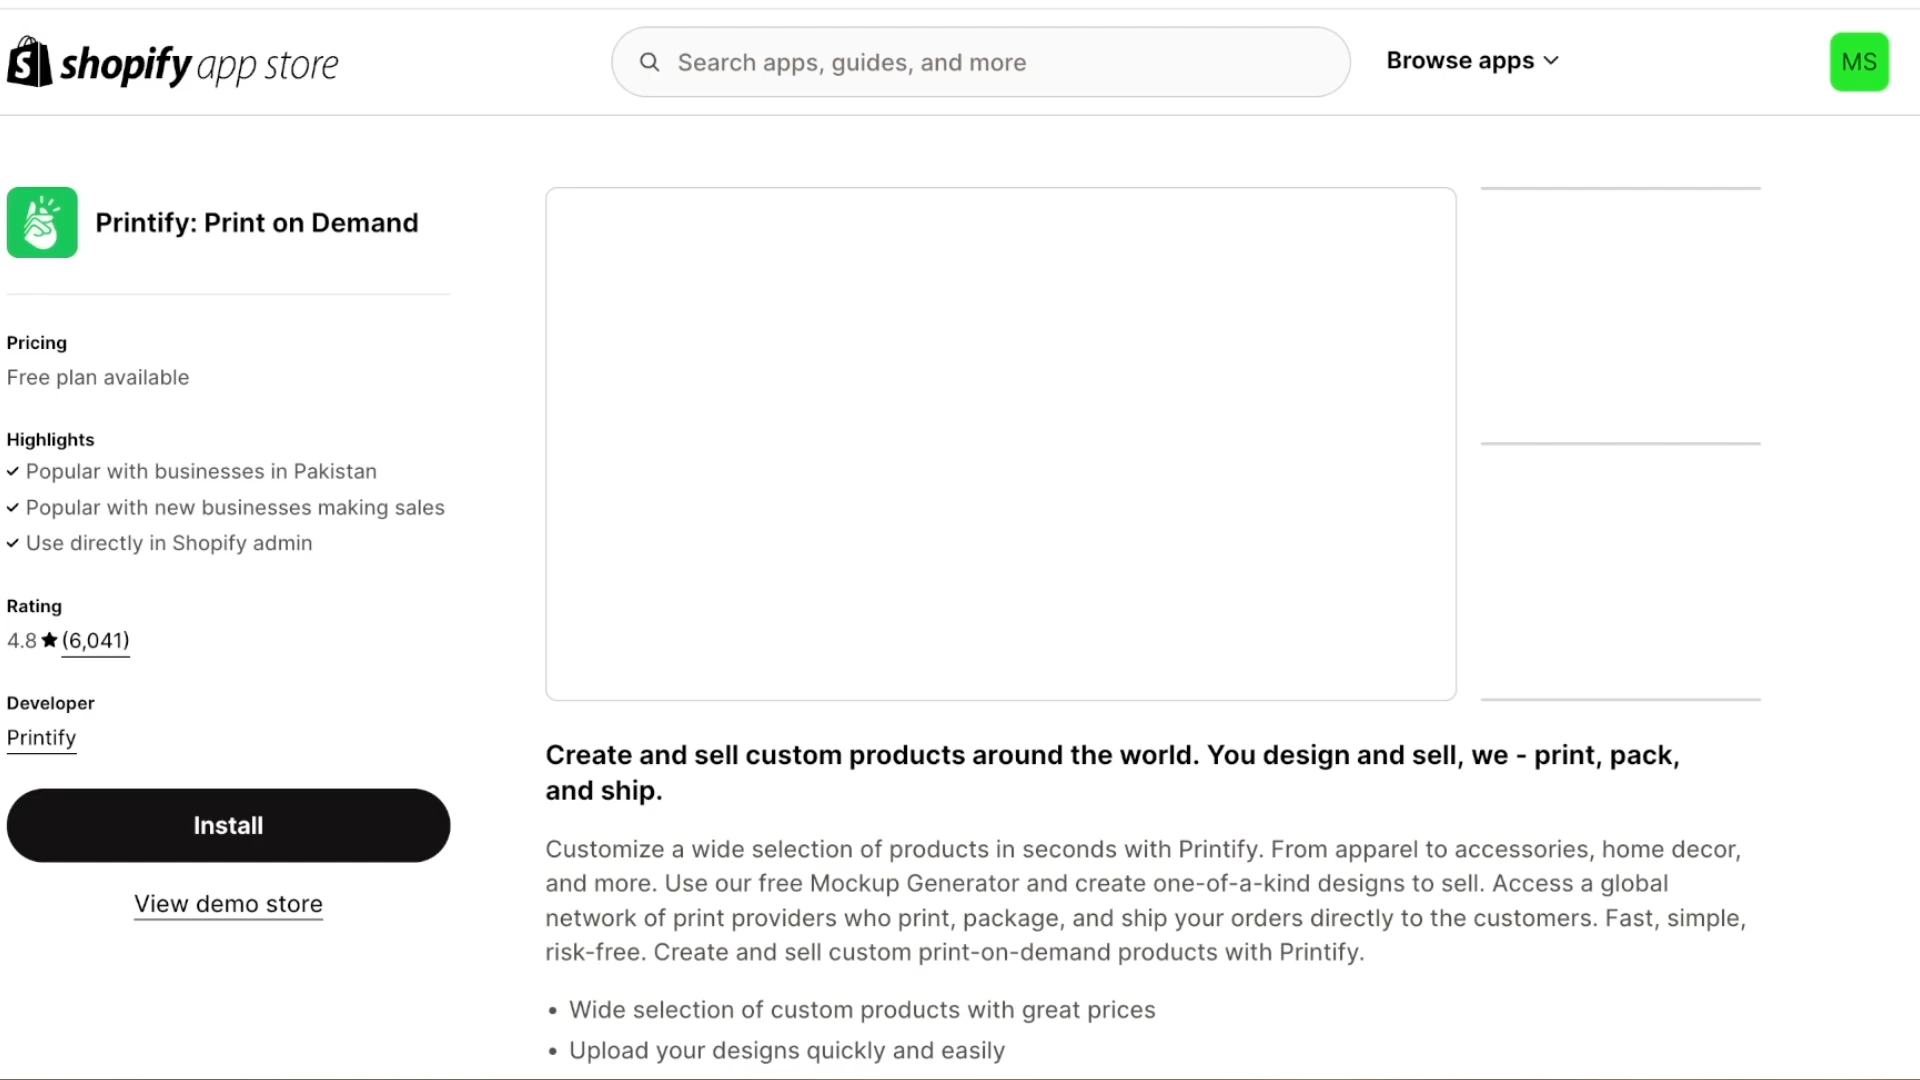 shopify app store
Search apps, guides, and more
Browse apps
MS
Printify: Print on Demand
Pricing
Free plan available
Highlights
Popular with businesses in Pakistan
Popular with new businesses making sales
Use directly in Shopify admin
Rating
4.8 ★ (6,041)
Developer
Printify
Install
View demo store
Create and sell custom products around the world. You design and sell, we - print, pack,
and ship.
Customize a wide selection of products in seconds with Printify. From apparel to accessories, home decor,
and more. Use our free Mockup Generator and create one-of-a-kind designs to sell. Access a global
network of print providers who print, package, and ship your orders directly to the customers. Fast, simple,
risk-free. Create and sell custom print-on-demand products with Printify.
• Wide selection of custom products with great prices
• Upload your designs quickly and easily